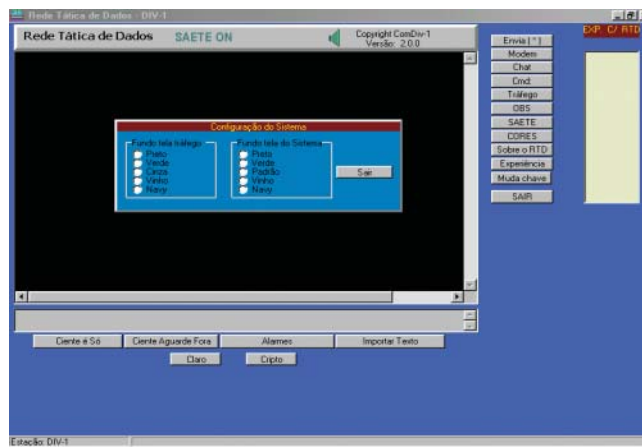 Rede Tática de Dados - DIV-1
Rede Tática de Dados SAETE ON Copyright ComDiv-1
Versão: 2.0.0
EXP. C/ RTD
Envia ( * )
Modem
Chat
Cmd:
Tráfego
OBS
SAETE
CORES
Sobre o RTD
Experiência
Muda chave
SAIR
Configuração do Sistema
Fundo tela tráfego
Preto
Verde
Cinza
Vinho
Navy
Fundo tela do Sistema
Preto
Verde
Padrão
Vinho
Navy
Sair
Ciente é Só Ciente Aguarde Fora Alarmes Importar Texto
Claro Cripto
Estação: DIV-1